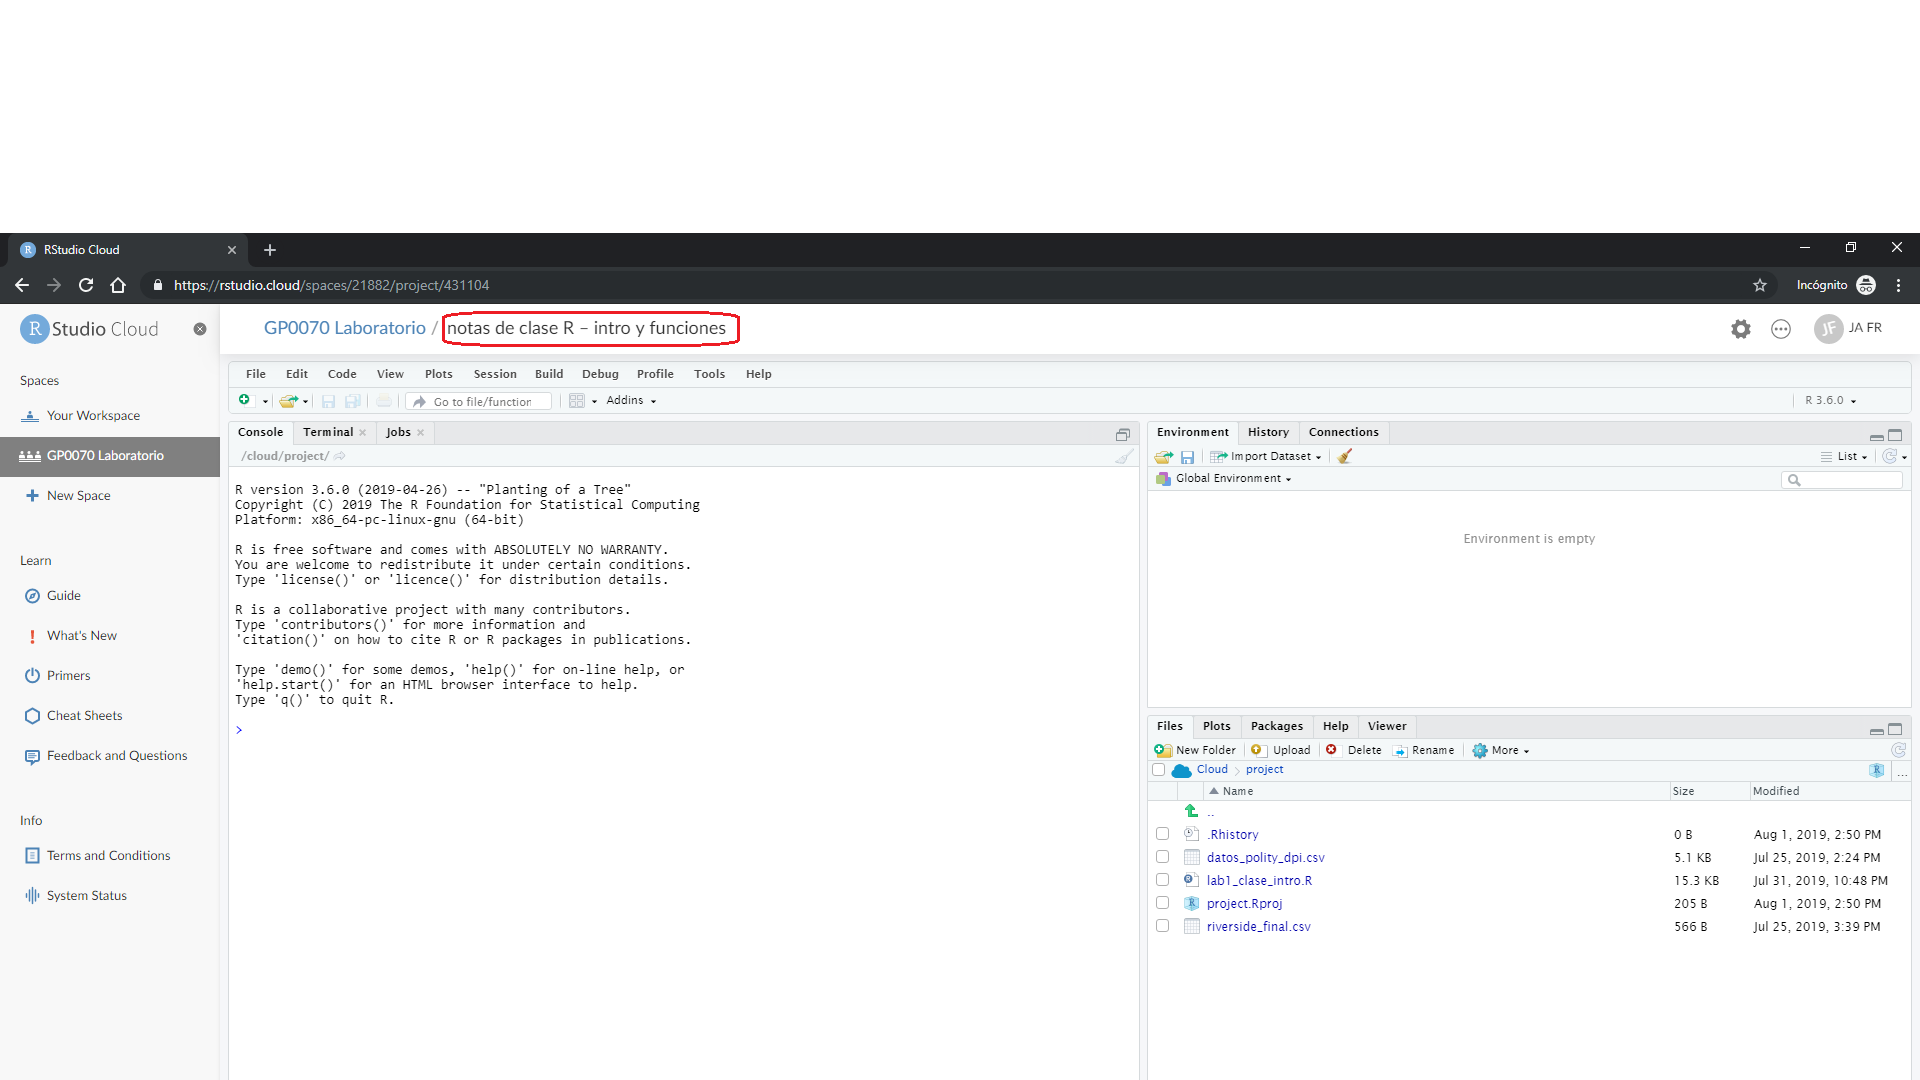 RStudio Cloud
https://rstudio.cloud/spaces/21882/project/431104
Incógnito
R Studio Cloud
GP0070 Laboratorio / notas de clase R – intro y funciones
JF JA FR
Spaces
Your Workspace
GP0070 Laboratorio
New Space
Learn
Guide
What's New
Primers
Cheat Sheets
Feedback and Questions
Info
Terms and Conditions
System Status
File Edit Code View Plots Session Build Debug Profile Tools Help
Go to file/function Addins R 3.6.0
Console Terminal Jobs
/cloud/project/
R version 3.6.0 (2019-04-26) -- "Planting of a Tree"
Copyright (C) 2019 The R Foundation for Statistical Computing
Platform: x86_64-pc-linux-gnu (64-bit)
R is free software and comes with ABSOLUTELY NO WARRANTY.
You are welcome to redistribute it under certain conditions.
Type 'license()' or 'licence()' for distribution details.
R is a collaborative project with many contributors.
Type 'contributors()' for more information and
'citation()' on how to cite R or R packages in publications.
Type 'demo()' for some demos, 'help()' for on-line help, or
'help.start()' for an HTML browser interface to help.
Type 'q()' to quit R.
>
Environment History Connections
Import Dataset List
Global Environment
Environment is empty
Files Plots Packages Help Viewer
New Folder Upload Delete Rename More
Cloud project ...
Name Size Modified
..
.Rhistory 0 B Aug 1, 2019, 2:50 PM
datos_polity_dpi.csv 5.1 KB Jul 25, 2019, 2:24 PM
lab1_clase_intro.R 15.3 KB Jul 31, 2019, 10:48 PM
project.Rproj 205 B Aug 1, 2019, 2:50 PM
riverside_final.csv 566 B Jul 25, 2019, 3:39 PM